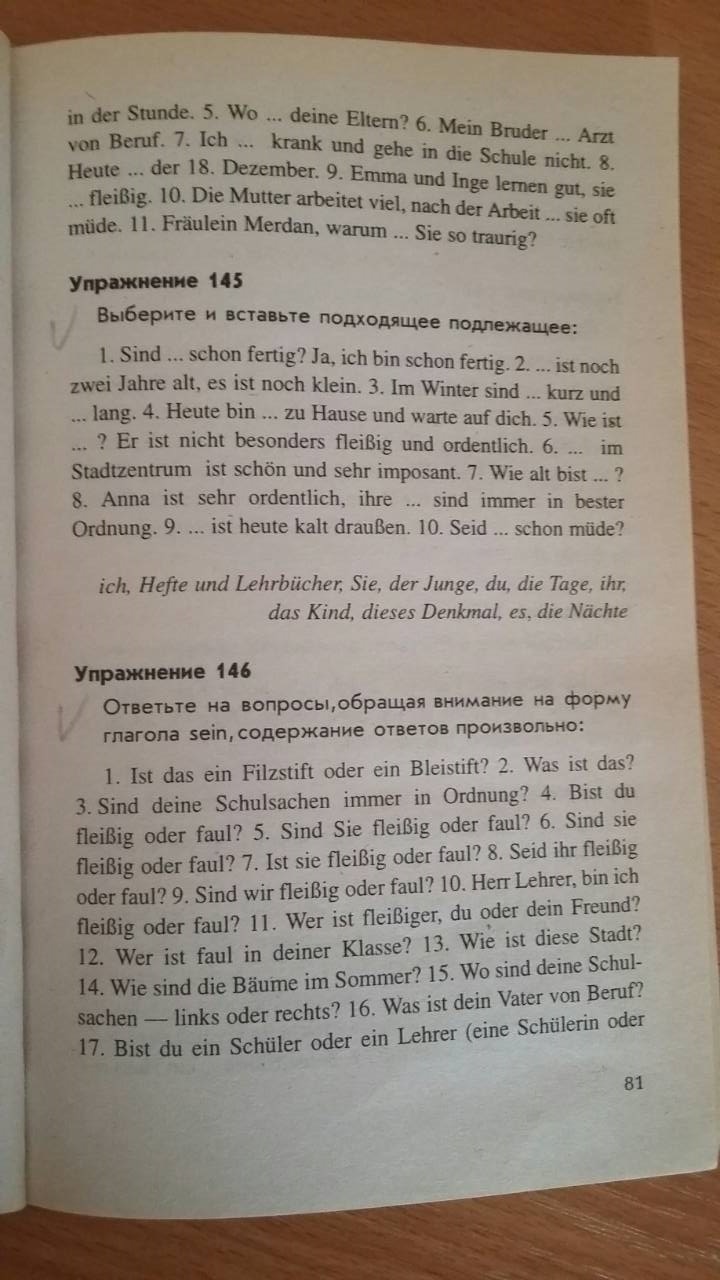 in der Stunde. 5. Wo ... deine Eltern? 6. Mein Bruder ... Arzt
von Beruf. 7. Ich ... krank und gehe in die Schule nicht. 8.
Heute ... der 18. Dezember. 9. Emma und Inge lernen gut, sie
... fleißig. 10. Die Mutter arbeitet viel, nach der Arbeit ... sie oft
müde. 11. Fräulein Merdan, warum ... Sie so traurig?
Упражнение 145
Выберите и вставьте подходящее подлежащее:
1. Sind ... schon fertig? Ja, ich bin schon fertig. 2. ... ist noch
zwei Jahre alt, es ist noch klein. 3. Im Winter sind ... kurz und
... lang. 4. Heute bin ... zu Hause und warte auf dich. 5. Wie ist
... ? Er ist nicht besonders fleißig und ordentlich. 6. ... im
Stadtzentrum ist schön und sehr imposant. 7. Wie alt bist ... ?
8. Anna ist sehr ordentlich, ihre ... sind immer in bester
Ordnung. 9. ... ist heute kalt draußen. 10. Seid ... schon müde?
ich, Hefte und Lehrbücher, Sie, der Junge, du, die Tage, ihr,
das Kind, dieses Denkmal, es, die Nächte
Упражнение 146
Ответьте на вопросы,обращая внимание на форму
глагола sein,содержание ответов произвольно:
1. Ist das ein Filzstift oder ein Bleistift? 2. Was ist das?
3. Sind deine Schulsachen immer in Ordnung? 4. Bist du
fleißig oder faul? 5. Sind Sie fleißig oder faul? 6. Sind sie
fleißig oder faul? 7. Ist sie fleißig oder faul? 8. Seid ihr fleißig
oder faul? 9. Sind wir fleißig oder faul? 10. Herr Lehrer, bin ich
fleißig oder faul? 11. Wer ist fleißiger, du oder dein Freund?
12. Wer ist faul in deiner Klasse? 13. Wie ist diese Stadt?
14. Wie sind die Bäume im Sommer? 15. Wo sind deine Schul-
sachen — links oder rechts? 16. Was ist dein Vater von Beruf?
17. Bist du ein Schüler oder ein Lehrer (eine Schülerin oder
81